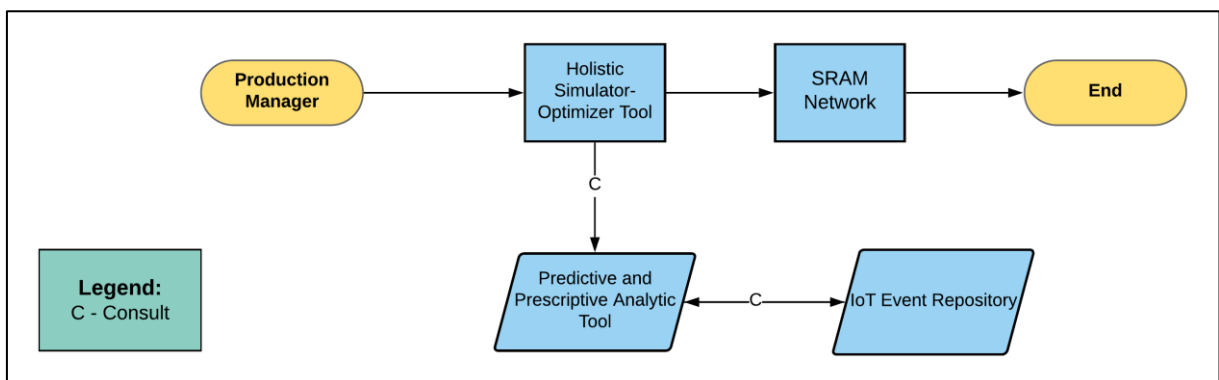 Production
Manager
Holistic
Simulator-
Optimizer Tool
SRAM
Network
End
C
Legend:
C - Consult
Predictive and
Prescriptive Analytic
Tool
C
IoT Event Repository